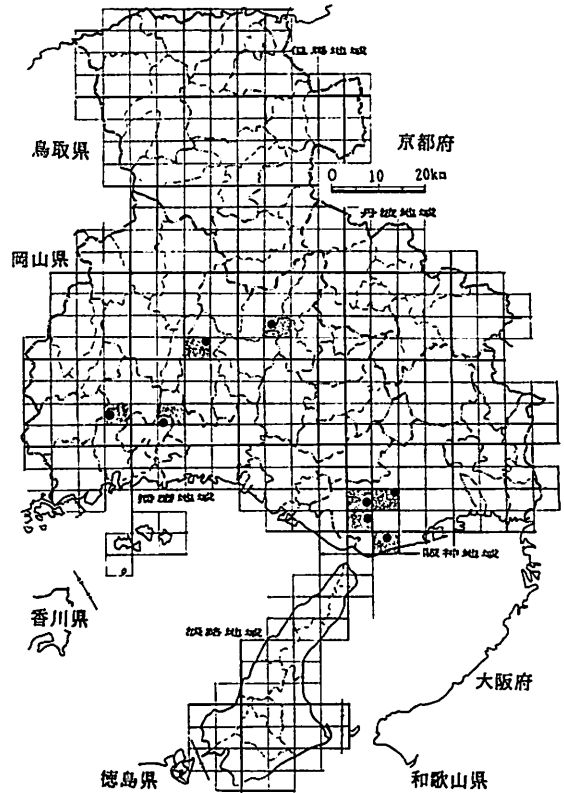 但馬地域
鳥取県
京都府
0 10 20km
丹波地域
岡山県
播磨地域
阪神地域
香川県
淡路地域
大阪府
徳島県
和歌山県